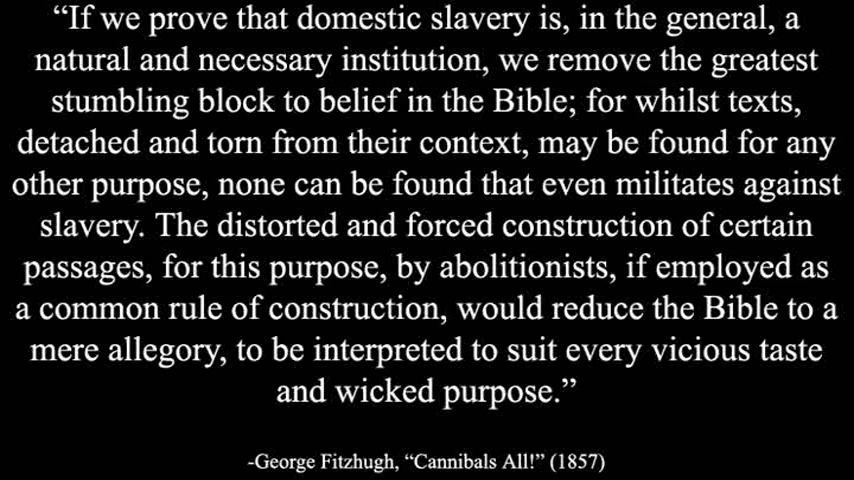 “If we prove that domestic slavery is, in the general, a
natural and necessary institution, we remove the greatest
stumbling block to belief in the Bible; for whilst texts,
detached and torn from their context, may be found for any
other purpose, none can be found that even militates against
slavery. The distorted and forced construction of certain
passages, for this purpose, by abolitionists, if employed as
a common rule of construction, would reduce the Bible to a
mere allegory, to be interpreted to suit every vicious taste
and wicked purpose.”
-George Fitzhugh, “Cannibals All!” (1857)